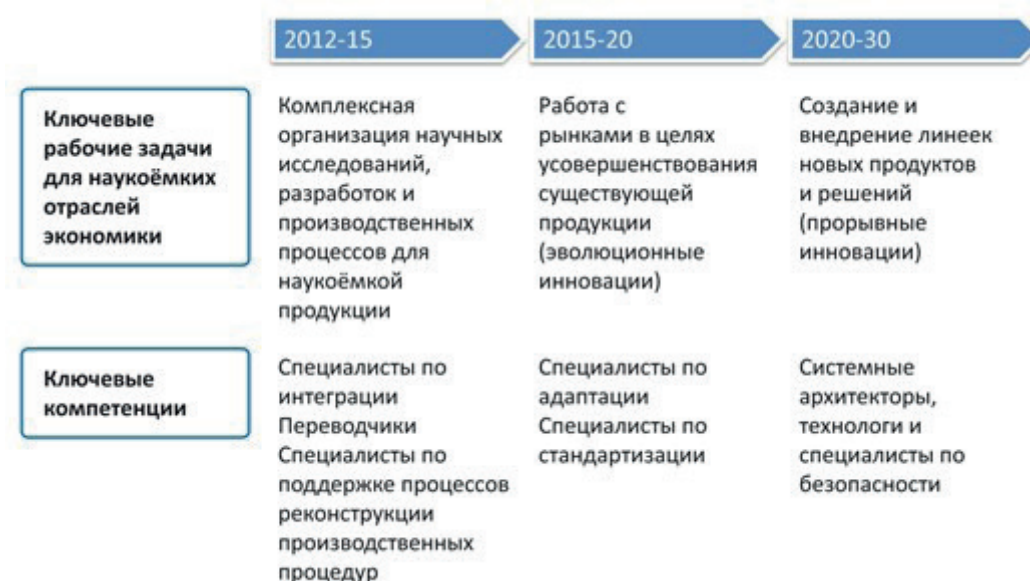 2012-15
2015-20
2020-30
Ключевые
рабочие задачи
для наукоёмких
отраслей
экономики
Комплексная
организация научных
исследований,
разработок и
производственных
процессов для
наукоёмкой
продукции
Работа с
рынками в целях
усовершенствования
существующей
продукции
(эволюционные
инновации)
Создание и
внедрение линеек
новых продуктов
и решений
(прорывные
инновации)
Ключевые
компетенции
Специалисты по
интеграции
Переводчики
Специалисты по
поддержке процессов
реконструкции
производственных
процедур
Специалисты по
адаптации
Специалисты по
стандартизации
Системные
архитекторы,
технологи и
специалисты по
безопасности